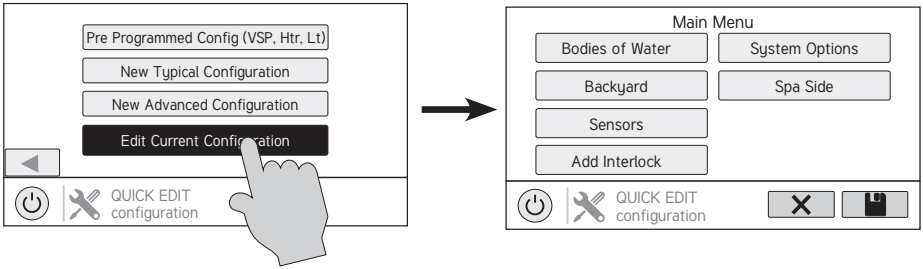 Pre Programmed Config (VSP, Htr, Lt)
New Typical Configuration
New Advanced Configuration
Edit Current Configuration
QUICK EDIT
configuration
Main Menu
Bodies of Water
System Options
Backyard
Spa Side
Sensors
Add Interlock
QUICK EDIT
configuration